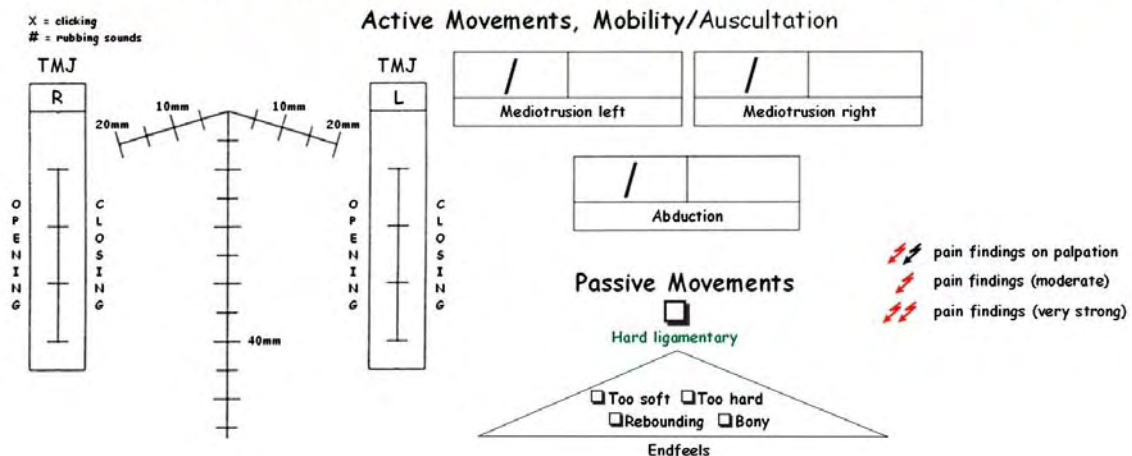 Active Movements, Mobility/Auscultation
X = clicking
# = rubbing sounds
TMJ
R
OPENING
CLOSING
20mm
10mm
10mm
20mm
40mm
TMJ
L
OPENING
CLOSING
/
Mediotrusion left
/
Mediotrusion right
/
Abduction
Passive Movements
Hard ligamentary
Too soft
Too hard
Rebounding
Bony
Endfeels
pain findings on palpation
pain findings (moderate)
pain findings (very strong)